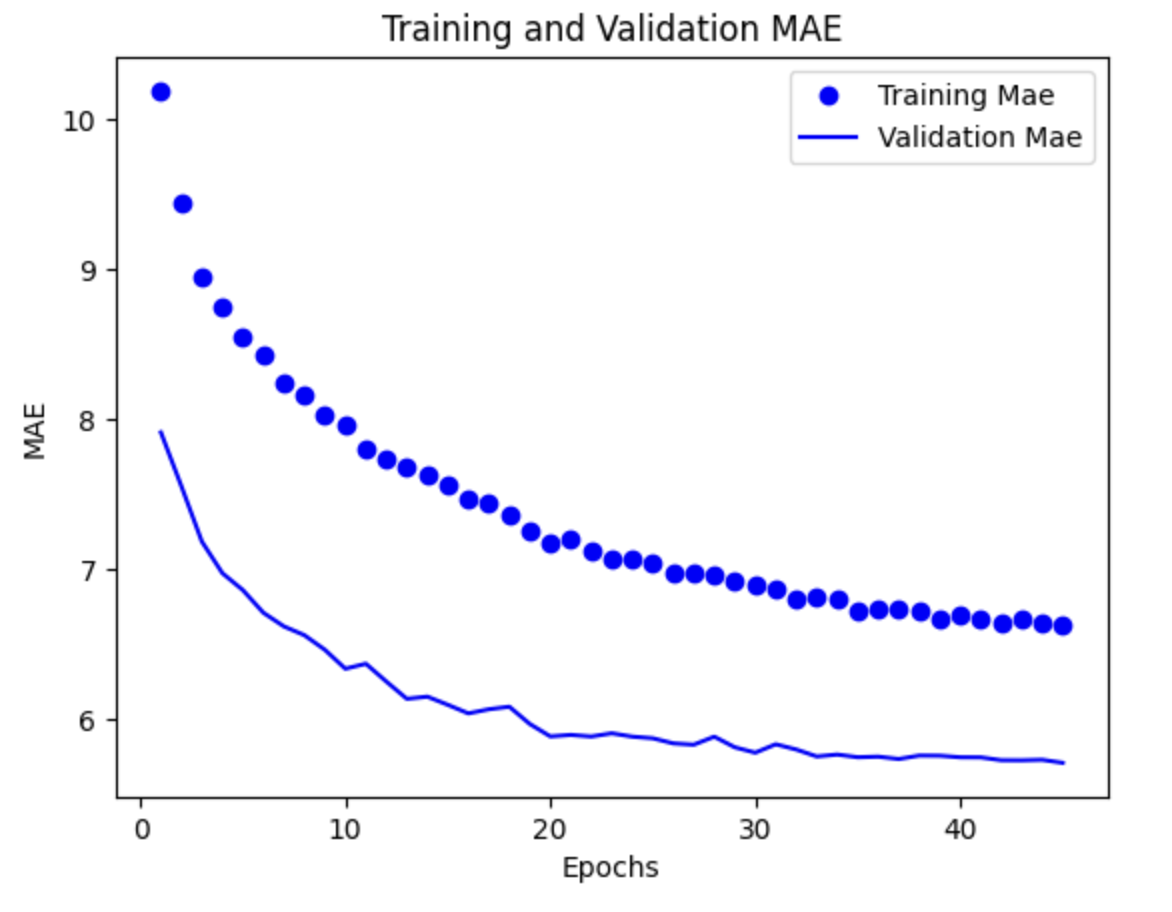 Training and Validation MAE
Training Mae
Validation Mae
10
9
8
7
6
MAE
0 10 20 30 40
Epochs